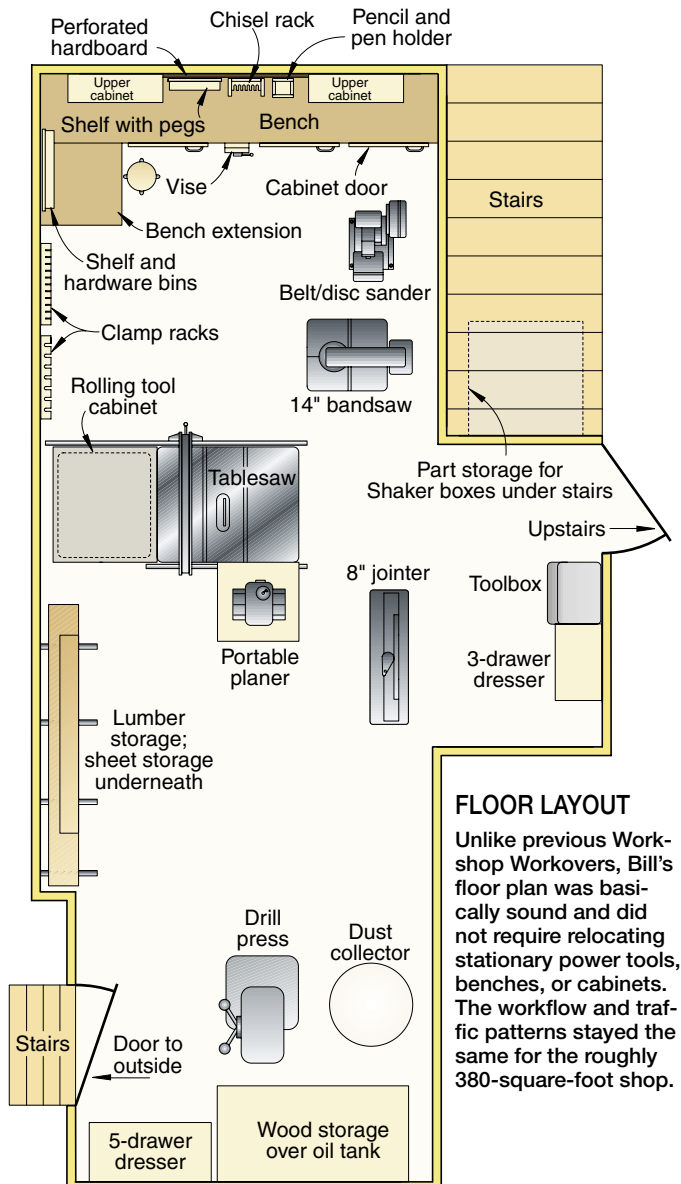 Perforated
hardboard
Chisel rack
Pencil and
pen holder
Upper
cabinet
Upper
cabinet
Shelf with pegs
Bench
Vise
Cabinet door
Stairs
Bench extension
Shelf and
hardware bins
Belt/disc sander
Clamp racks
Rolling tool
cabinet
14" bandsaw
Tablesaw
Part storage for
Shaker boxes under stairs
Upstairs
8" jointer
Toolbox
Portable
planer
3-drawer
dresser
Lumber
storage;
sheet storage
underneath
FLOOR LAYOUT
Unlike previous Work-
shop Workovers, Bill's
floor plan was basi-
cally sound and did
not require relocating
stationary power tools,
benches, or cabinets.
The workflow and traf-
fic patterns stayed the
same for the roughly
380-square-foot shop.
Drill
press
Dust
collector
Stairs
Door to
outside
5-drawer
dresser
Wood storage
over oil tank